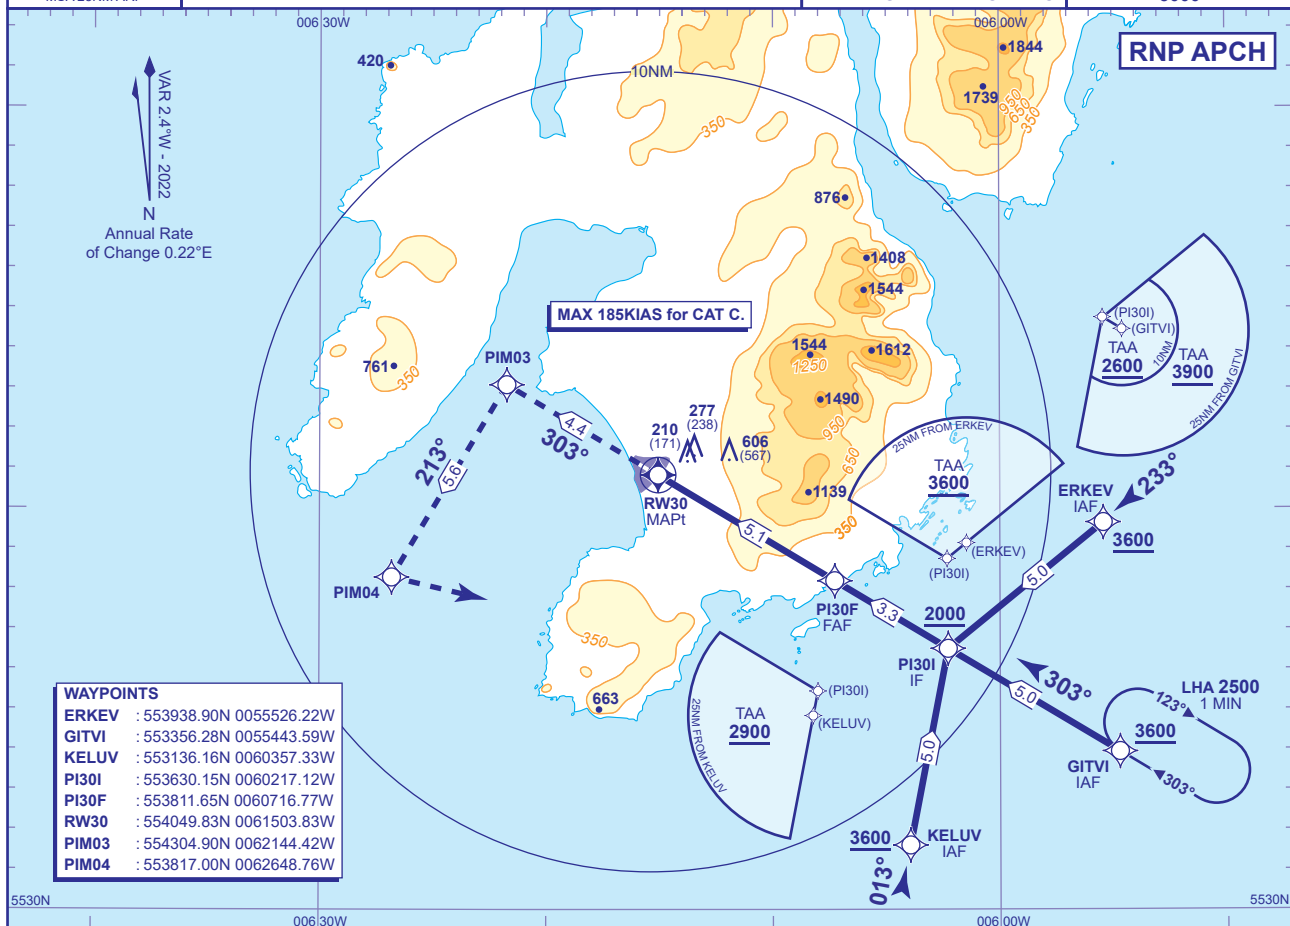 006 30W
006 00W
RNP APCH
VAR 2.4°W - 2022
N
Annual Rate
of Change 0.22°E
420
10NM
1844
1739
950
650
350
350
876
1408
1544
MAX 185KIAS for CAT C.
1544
1250
1612
1490
950
650
1139
350
761
350
PIM03
4.4
303°
213°
5.6
PIM04
277
(238)
210
(171)
606
(567)
RW30
MAPt
5.1
PI30F
FAF
3.3
2000
PI30I
IF
25NM FROM ERKEV
TAA
3600
(ERKEV)
(PI30I)
(PI30I)
(GITVI)
TAA
2600
10NM
TAA
3900
25NM FROM GITVI
233°
ERKEV
IAF
3600
5.0
303°
5.0
LHA 2500
1 MIN
123°
3600
GITVI
IAF
303°
5.0
3600
KELUV
IAF
013°
350
663
(PI30I)
(KELUV)
TAA
2900
25NM FROM KELUV
WAYPOINTS
ERKEV : 553938.90N 0055526.22W
GITVI : 553356.28N 0055443.59W
KELUV : 553136.16N 0060357.33W
PI30I : 553630.15N 0060217.12W
PI30F : 553811.65N 0060716.77W
RW30 : 554049.83N 0061503.83W
PIM03 : 554304.90N 0062144.42W
PIM04 : 553817.00N 0062648.76W
5530N
5530N
006 30W
006 00W